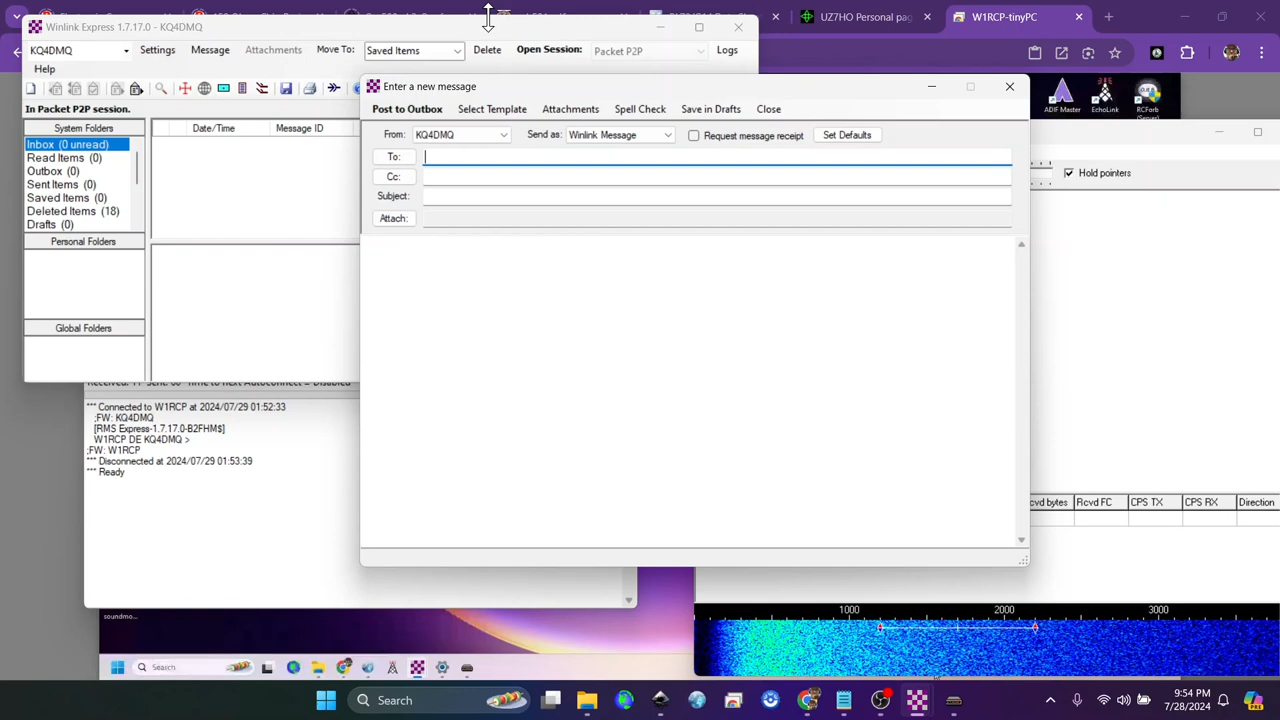 UZ7HO Personal pag
W1RCP-tinyPC
Winlink Express 1.7.17.0 - KQ4DMQ
KQ4DMQ Settings Message Attachments Move To: Saved Items Delete Open Session: Packet P2P Logs
Help
In Packet P2P session.
System Folders
Inbox (0 unread)
Read Items (0)
Outbox (0)
Sent Items (0)
Saved Items (0)
Deleted Items (18)
Drafts (0)
Personal Folders
Global Folders
Date/Time Message ID
Enter a new message
Post to Outbox Select Template Attachments Spell Check Save in Drafts Close
From: KQ4DMQ Send as: Winlink Message Request message receipt Set Defaults
To:
Cc:
Subject:
Attach:
ADIF Master
EchoLink
RCForb
(Server)
Hold pointers
*** Connected to W1RCP at 2024/07/29 01:52:33
;FW: KQ4DMQ
[RMS Express-1.7.17.0-B2FHM$]
W1RCP DE KQ4DMQ >
;FW: W1RCP
*** Disconnected at 2024/07/29 01:53:39
*** Ready
cvd bytes Rcvd FC CPS TX CPS RX Direction
1000 2000 3000
soundmo...
Search
Search
9:54 PM
7/28/2024